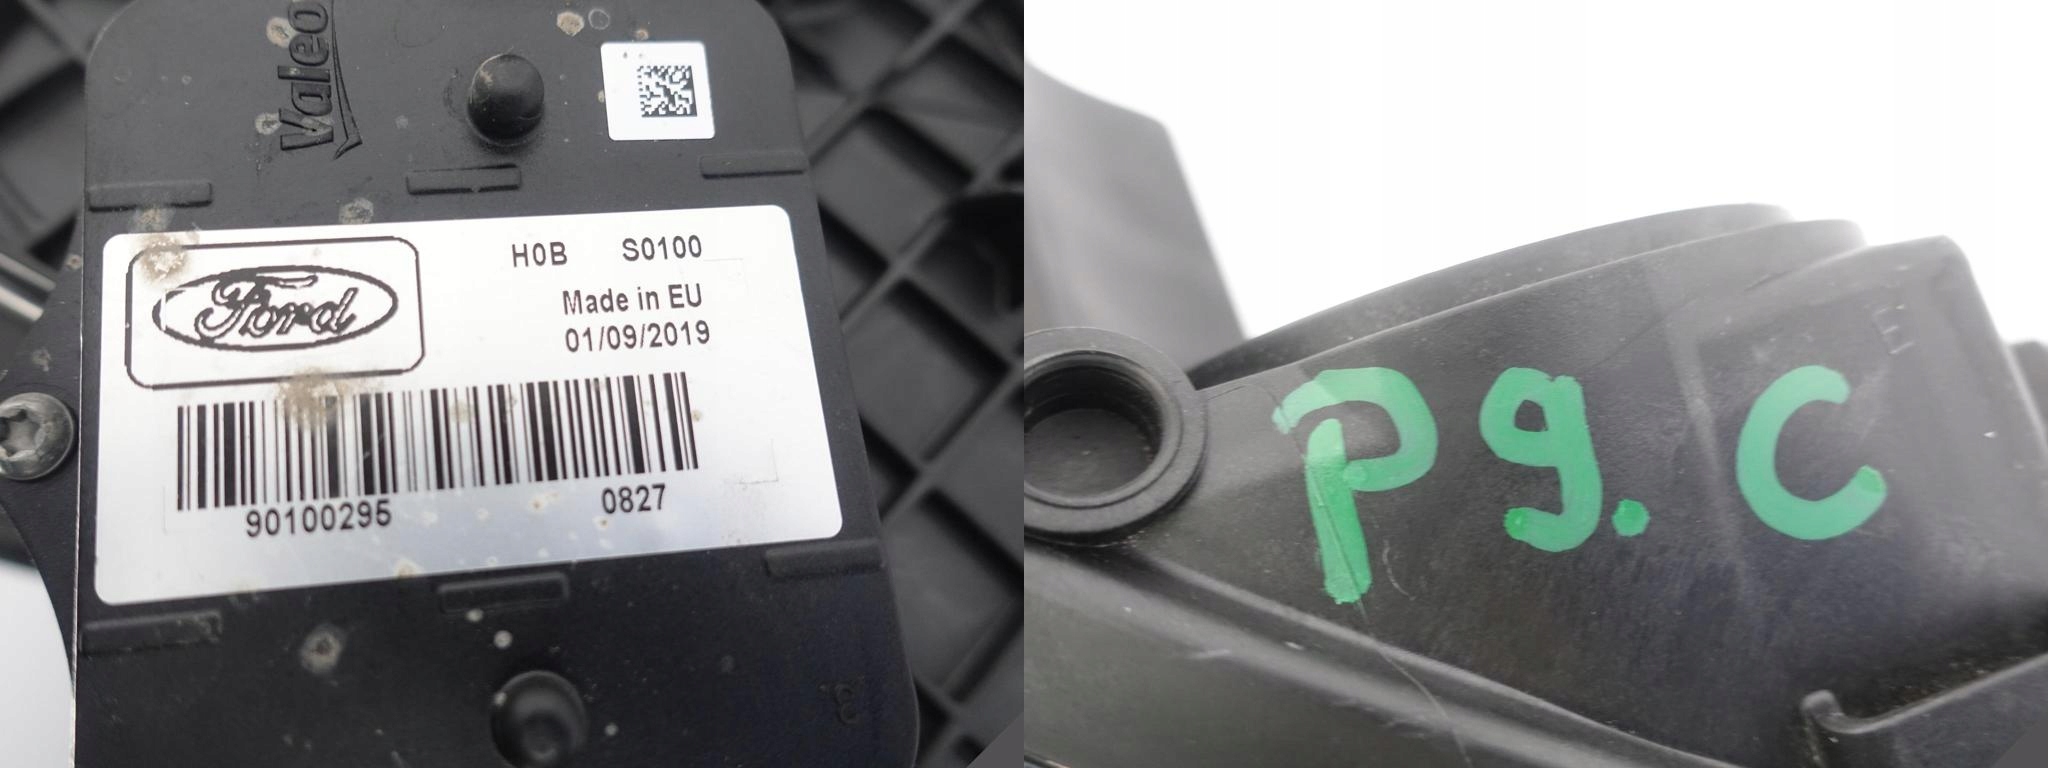 Valeo
H0B S0100
Ford
Made in EU
01/09/2019
90100295 0827
P9.C